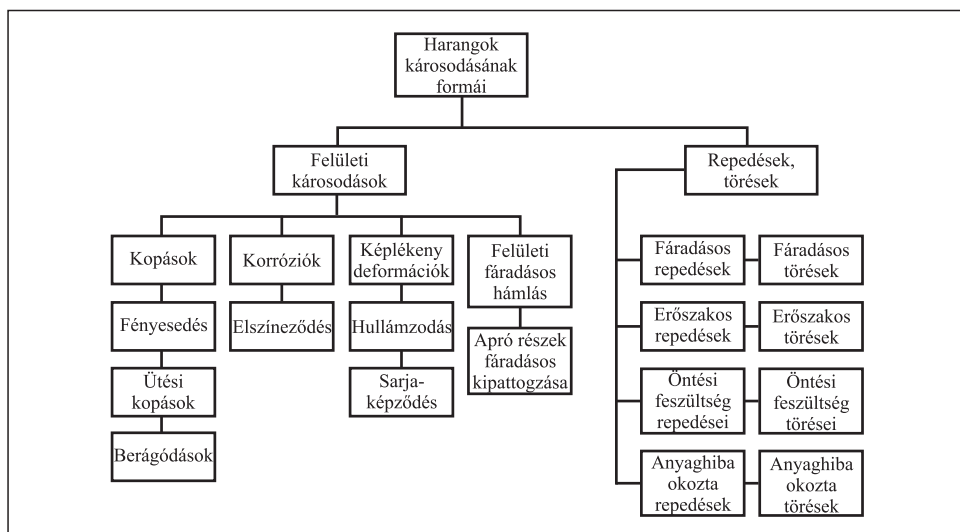 Harangok
károsodásának
formái
Felületi
károsodások
Repedések,
törések
Kopások
Korróziók
Képlékeny
deformációk
Felületi
fáradásos
hámlás
Fényesedés
Elszíneződés
Hullámzodás
Apró részek
fáradásos
kipattogzása
Ütési
kopások
Sarja-
képződés
Berágódások
Fáradásos
repedések
Fáradásos
törések
Erőszakos
repedések
Erőszakos
törések
Öntési
feszültség
repedései
Öntési
feszültség
törései
Anyaghiba
okozta
repedések
Anyaghiba
okozta
törések